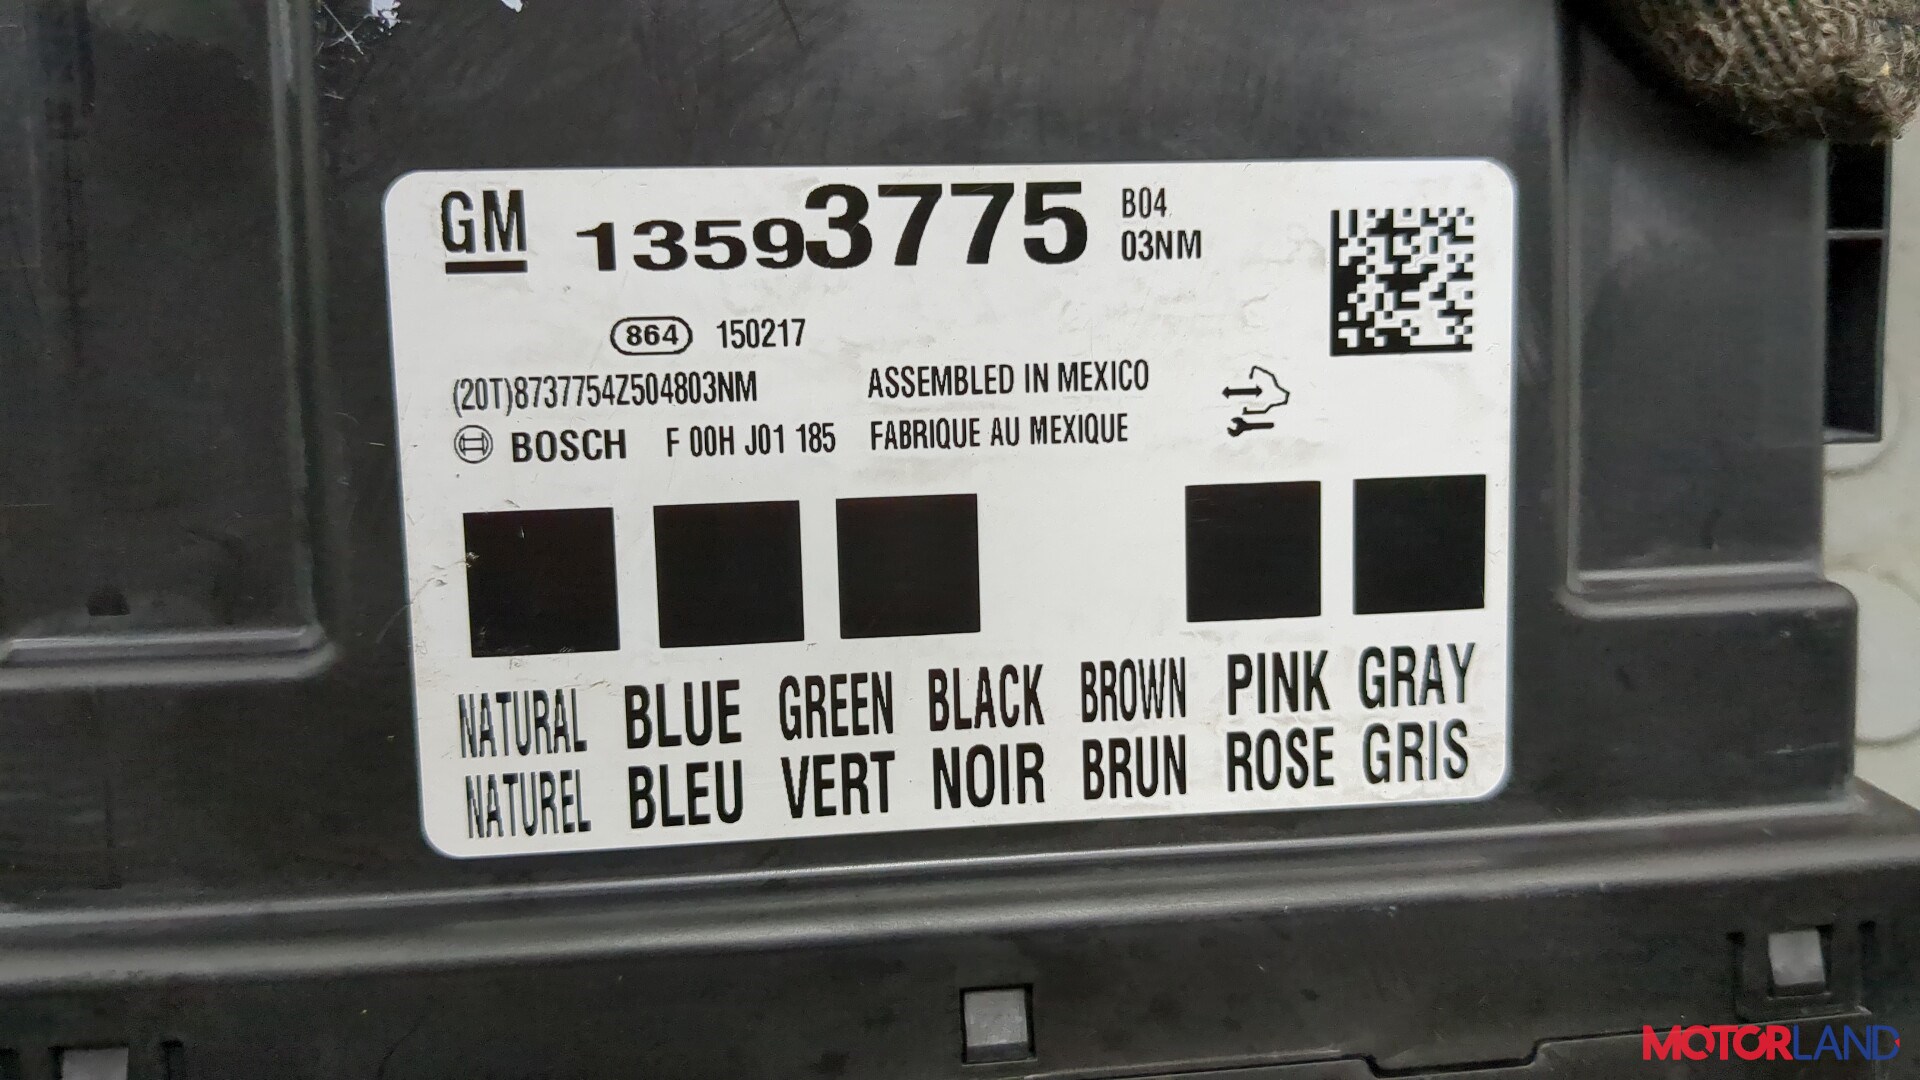 GM 13593775 B04
03NM
864 150217
(20T)8737754Z504803NM ASSEMBLED IN MEXICO
BOSCH F 00H J01 185 FABRIQUE AU MEXIQUE
NATURAL BLUE GREEN BLACK BROWN PINK GRAY
NATUREL BLEU VERT NOIR BRUN ROSE GRIS
MOTORLAND